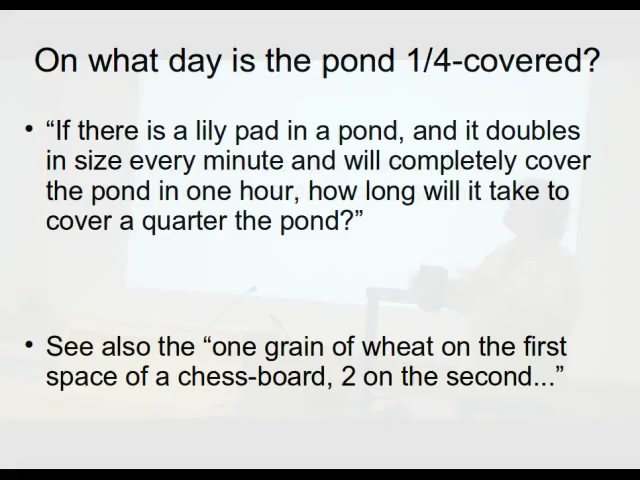 On what day is the pond 1/4-covered?
• “If there is a lily pad in a pond, and it doubles
in size every minute and will completely cover
the pond in one hour, how long will it take to
cover a quarter the pond?”
• See also the “one grain of wheat on the first
space of a chess-board, 2 on the second...”